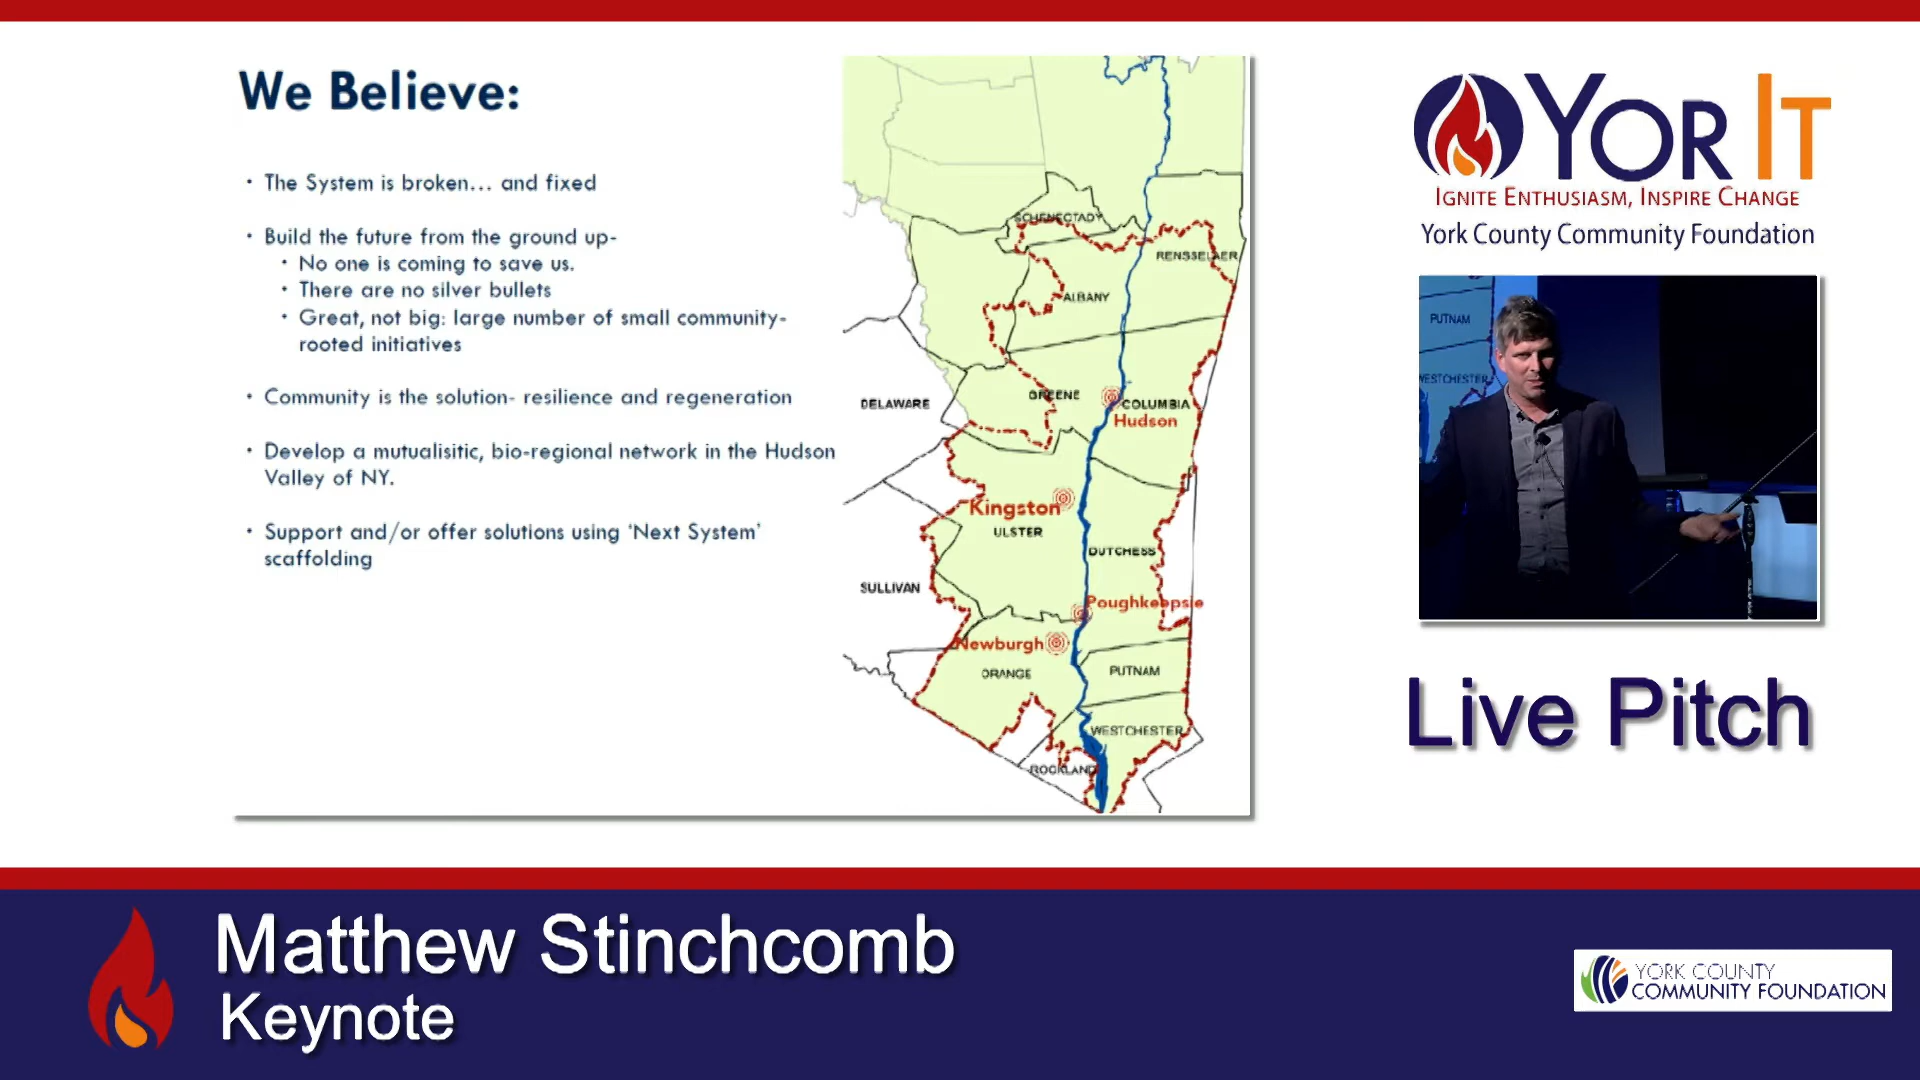 We Believe:
• The System is broken... and fixed
• Build the future from the ground up-
• No one is coming to save us.
• There are no silver bullets
• Great, not big: large number of small community-
rooted initiatives
• Community is the solution- resilience and regeneration
• Develop a mutualisitic, bio-regional network in the Hudson
Valley of NY.
• Support and/or offer solutions using ‘Next System’
scaffolding
SCHENECTADY
RENSSELAER
ALBANY
GREENE
DELAWARE
COLUMBIA
Hudson
Kingston
ULSTER
DUTCHESS
SULLIVAN
Poughkeepsie
Newburgh
ORANGE
PUTNAM
WESTCHESTER
ROCKLAND
YOR IT
IGNITE ENTHUSIASM, INSPIRE CHANGE
York County Community Foundation
PUTNAM
WESTCHESTER
Live Pitch
Matthew Stinchcomb
Keynote
YORK COUNTY
COMMUNITY FOUNDATION